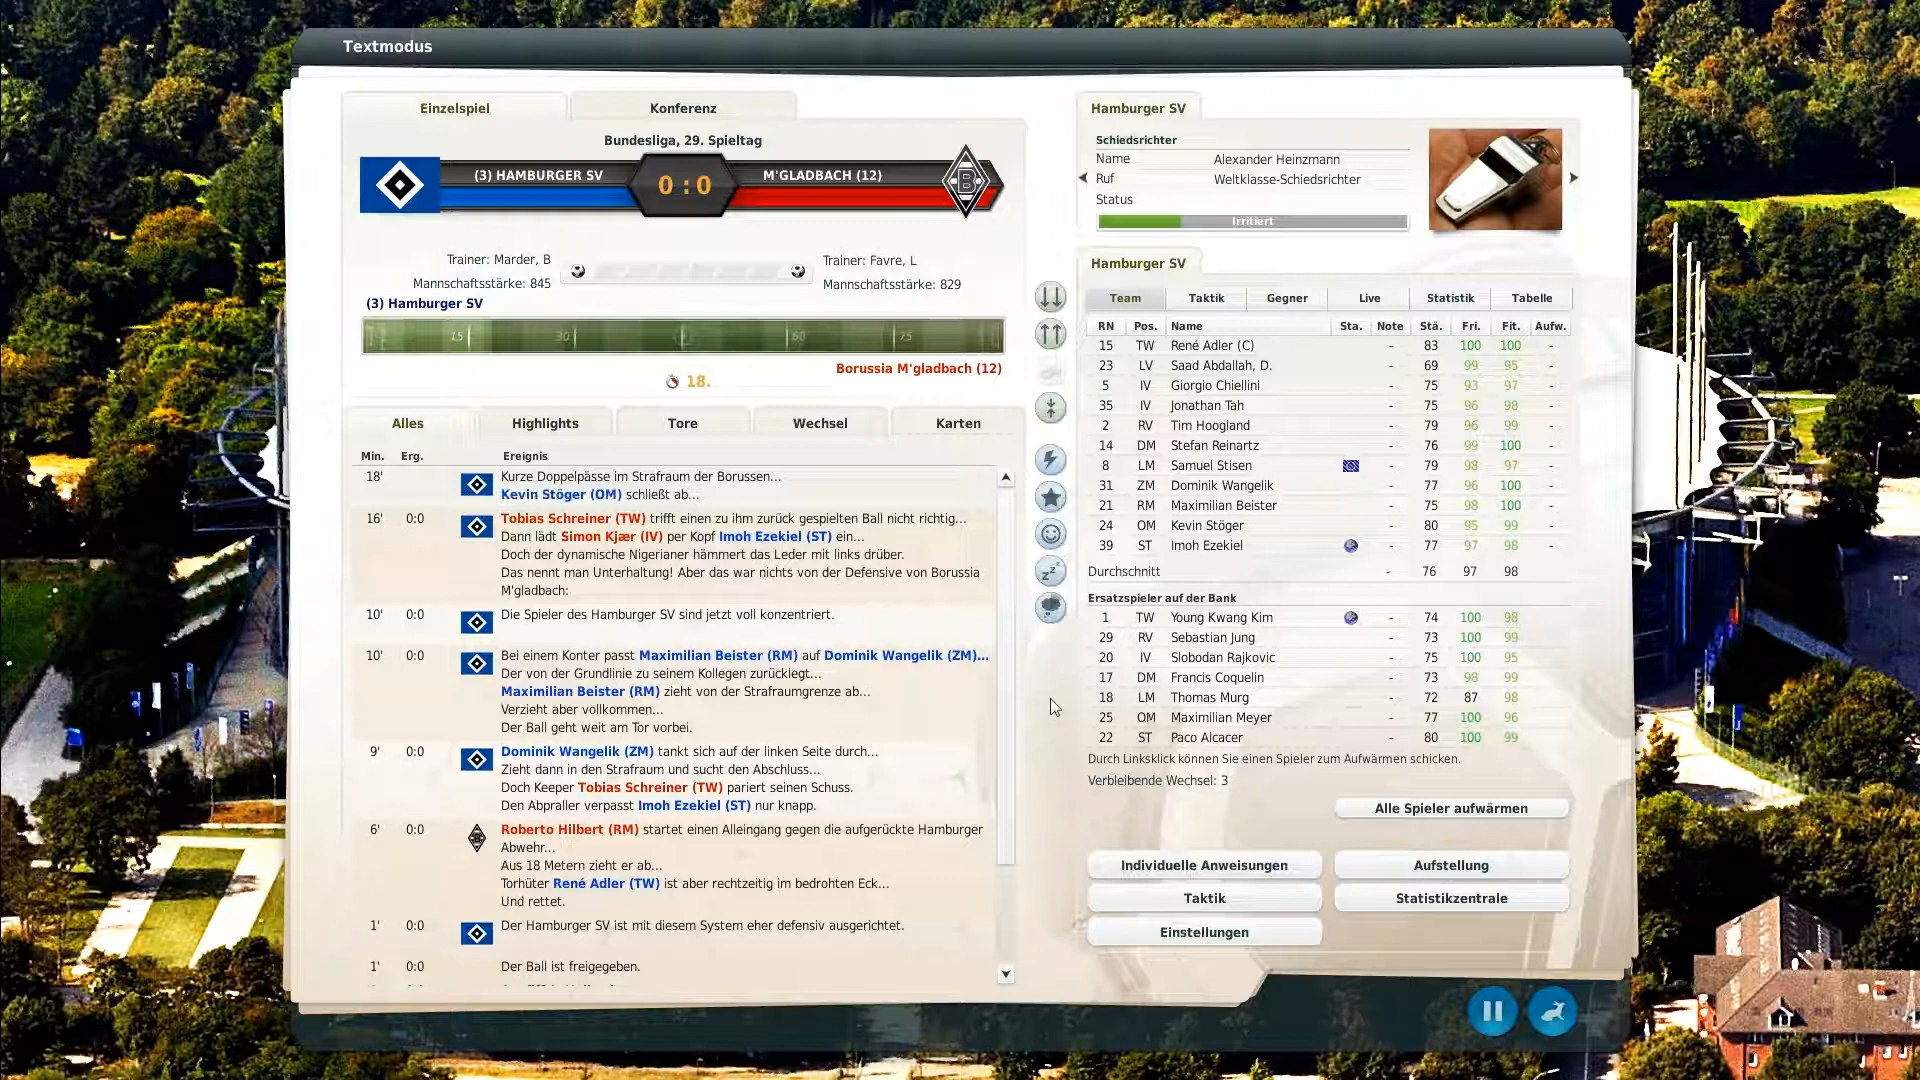 Textmodus
Einzelspiel
Konferenz
Bundesliga, 29. Spieltag
(3) HAMBURGER SV
0 : 0
M'GLADBACH (12)
Trainer: Marder, B
Trainer: Favre, L
Mannschaftsstärke: 845
Mannschaftsstärke: 829
(3) Hamburger SV
15 30 60 75
Borussia M'gladbach (12)
18.
Alles Highlights Tore Wechsel Karten
Min. Erg. Ereignis
18' Kurze Doppelpässe im Strafraum der Borussen...
Kevin Stöger (OM) schließt ab...
16' 0:0 Tobias Schreiner (TW) trifft einen zu ihm zurück gespielten Ball nicht richtig...
Dann lädt Simon Kjær (IV) per Kopf Imoh Ezekiel (ST) ein...
Doch der dynamische Nigerianer hämmert das Leder mit links drüber.
Das nennt man Unterhaltung! Aber das war nichts von der Defensive von Borussia
M'gladbach:
10' 0:0 Die Spieler des Hamburger SV sind jetzt voll konzentriert.
10' 0:0 Bei einem Konter passt Maximilian Beister (RM) auf Dominik Wangelik (ZM)...
Der von der Grundlinie zu seinem Kollegen zurücklegt...
Maximilian Beister (RM) zieht von der Strafraumgrenze ab...
Verzieht aber vollkommen...
Der Ball geht weit am Tor vorbei.
9' 0:0 Dominik Wangelik (ZM) tankt sich auf der linken Seite durch...
Zieht dann in den Strafraum und sucht den Abschluss...
Doch Keeper Tobias Schreiner (TW) pariert seinen Schuss.
Den Abpraller verpasst Imoh Ezekiel (ST) nur knapp.
6' 0:0 Roberto Hilbert (RM) startet einen Alleingang gegen die aufgerückte Hamburger
Abwehr...
Aus 18 Metern zieht er ab...
Torhüter René Adler (TW) ist aber rechtzeitig im bedrohten Eck...
Und rettet.
1' 0:0 Der Hamburger SV ist mit diesem System eher defensiv ausgerichtet.
1' 0:0 Der Ball ist freigegeben.
Hamburger SV
Schiedsrichter
Name Alexander Heinzmann
Ruf Weltklasse-Schiedsrichter
Status
Irritiert
Hamburger SV
Team Taktik Gegner Live Statistik Tabelle
RN Pos. Name Sta. Note Stä. Fri. Fit. Aufw.
15 TW René Adler (C) - 83 100 100 -
23 LV Saad Abdallah, D. - 69 99 95 -
5 IV Giorgio Chiellini - 75 93 97 -
35 IV Jonathan Tah - 75 96 98 -
2 RV Tim Hoogland - 79 96 99 -
14 DM Stefan Reinartz - 76 99 100 -
8 LM Samuel Stisen - 79 98 97 -
31 ZM Dominik Wangelik - 77 96 100 -
21 RM Maximilian Beister - 75 98 100 -
24 OM Kevin Stöger - 80 95 99 -
39 ST Imoh Ezekiel - 77 97 98 -
Durchschnitt - 76 97 98
Ersatzspieler auf der Bank
1 TW Young Kwang Kim - 74 100 98
29 RV Sebastian Jung - 73 100 99
20 IV Slobodan Rajkovic - 75 100 95
17 DM Francis Coquelin - 73 98 99
18 LM Thomas Murg - 72 87 98
25 OM Maximilian Meyer - 77 100 96
22 ST Paco Alcacer - 80 100 99
Durch Linksklick können Sie einen Spieler zum Aufwärmen schicken.
Verbleibende Wechsel: 3
Alle Spieler aufwärmen
Individuelle Anweisungen
Aufstellung
Taktik
Statistikzentrale
Einstellungen